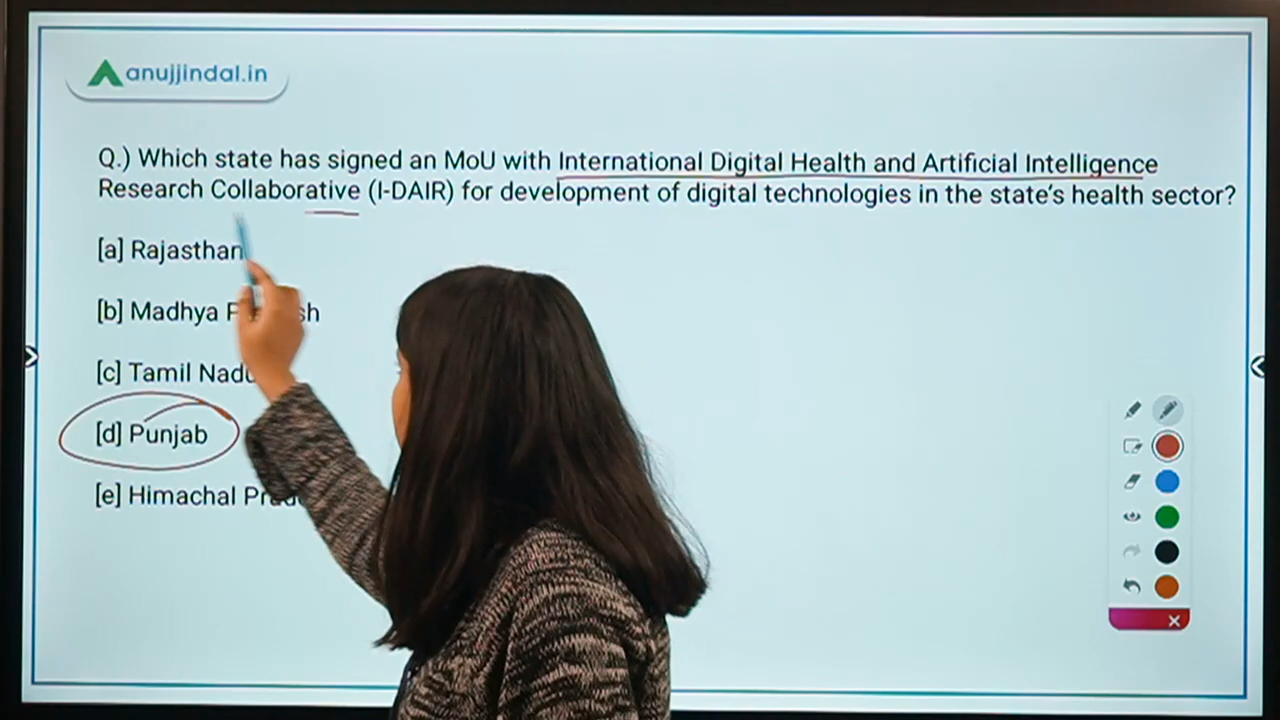 anujjindal.in
Q.) Which state has signed an MoU with International Digital Health and Artificial Intelligence
Research Collaborative (I-DAIR) for development of digital technologies in the state's health sector?
[a] Rajasthan
[b] Madhya
[c] Tamil
[d] Punjab
[e] Himachal